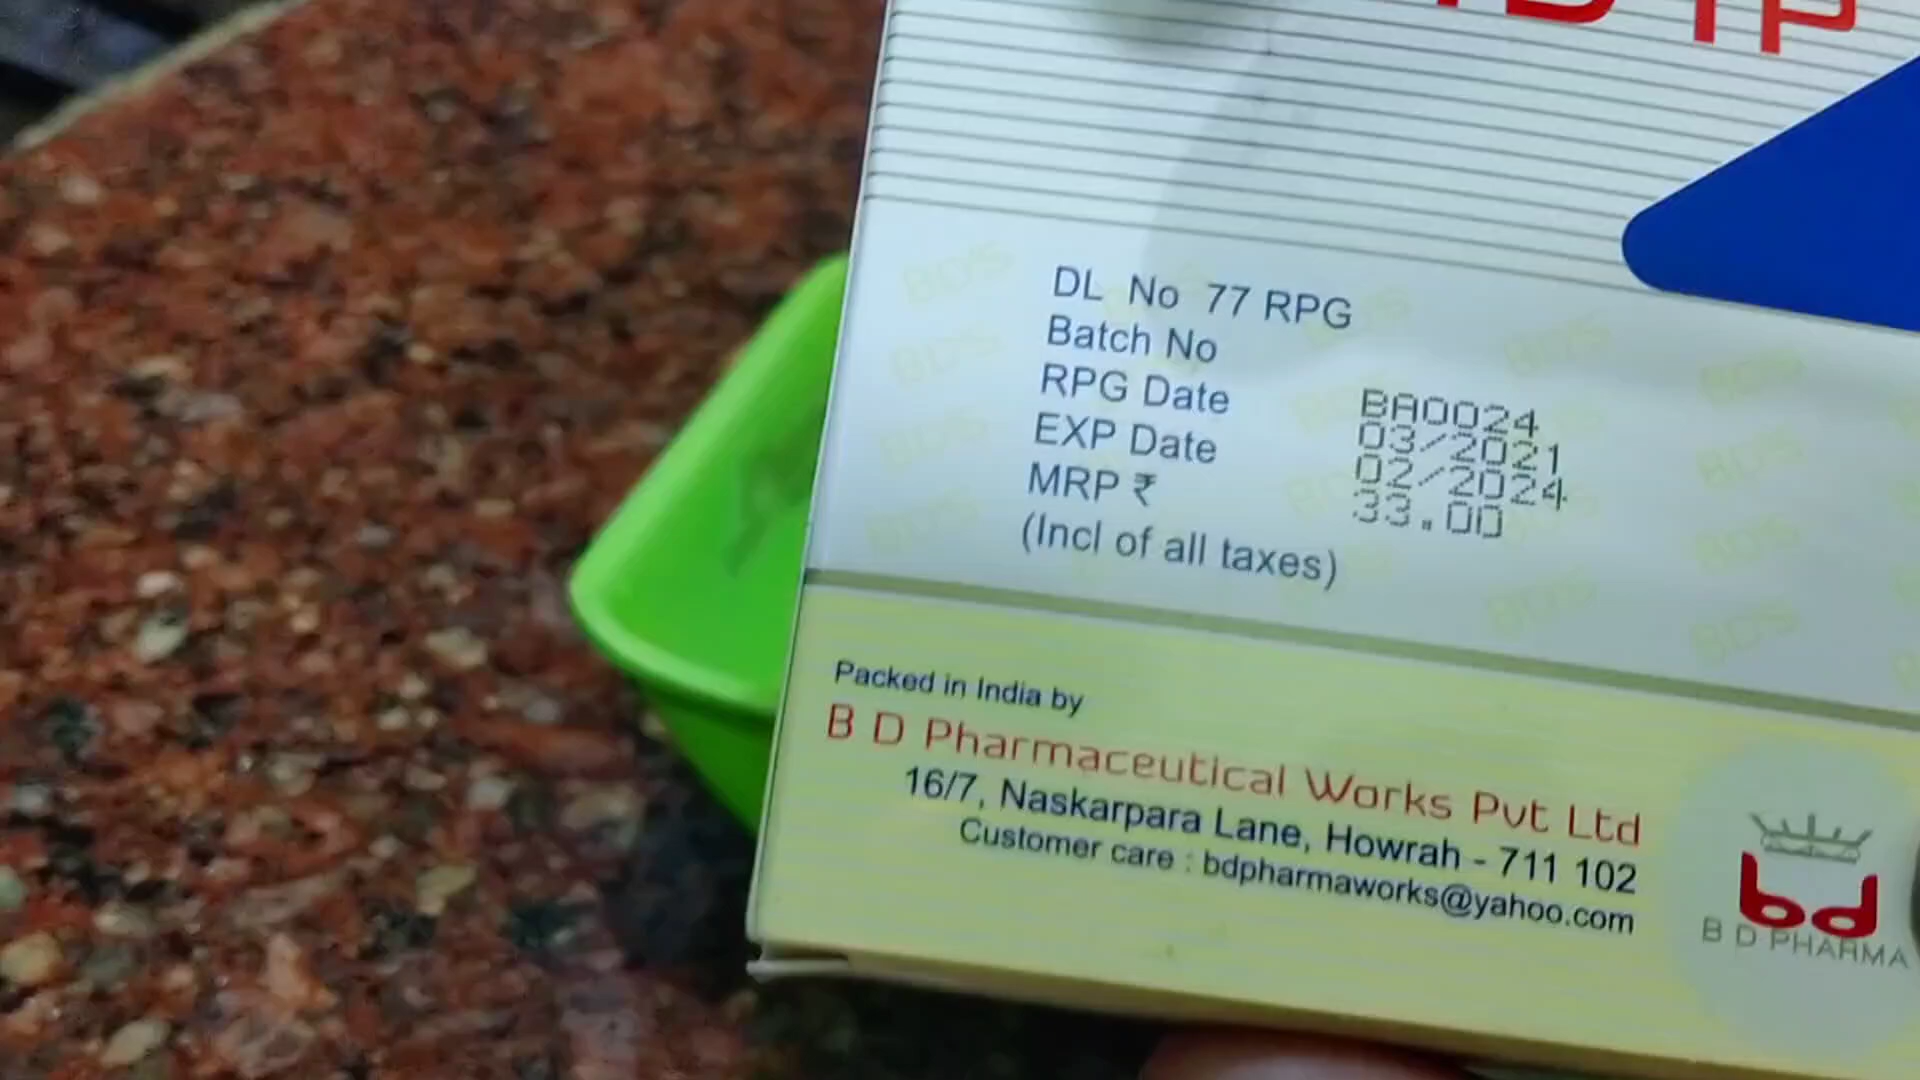 DL No 77 RPG
Batch No BA0024
RPG Date 03/2021
EXP Date 02/2024
MRP ₹ 33.00
(Incl of all taxes)
Packed in India by
B D Pharmaceutical Works Pvt Ltd
16/7, Naskarpara Lane, Howrah - 711 102
Customer care : bdpharmaworks@yahoo.com
bd
B D PHARMA
BDS